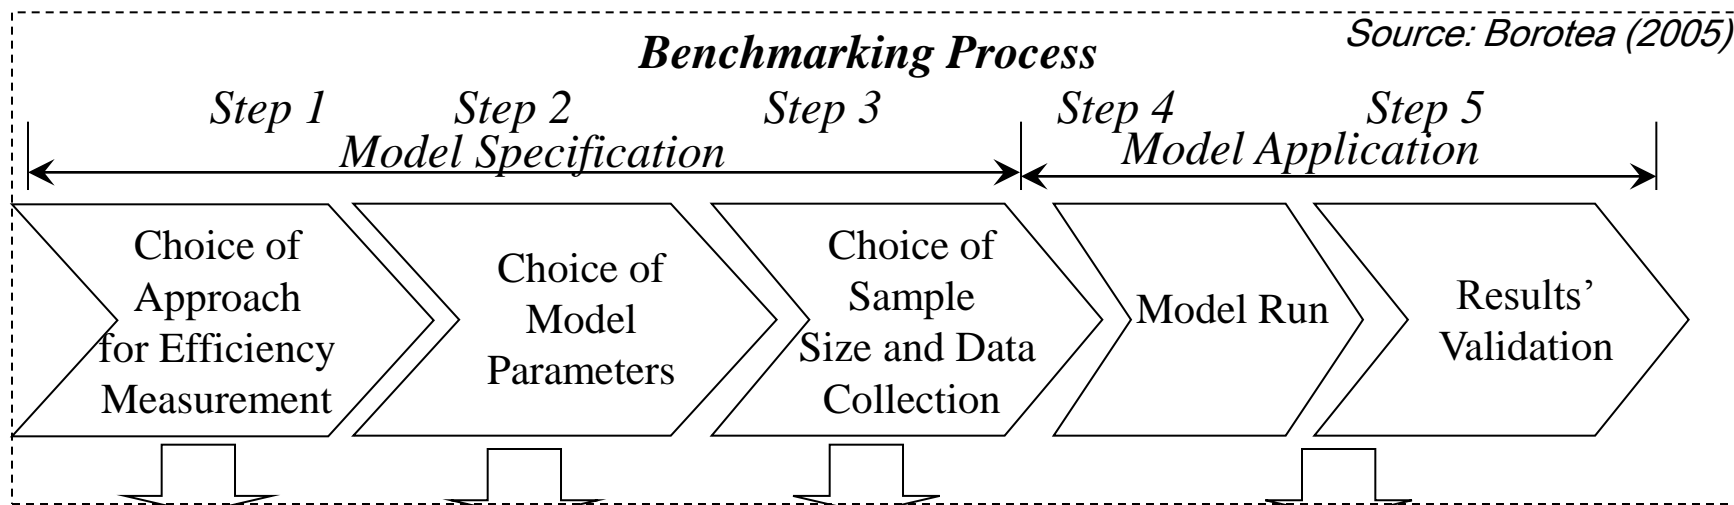 Source: Borotea (2005)
Benchmarking Process
Step 1 Step 2 Step 3 Step 4 Step 5
Model Specification Model Application
Choice of
Approach
for Efficiency
Measurement
Choice of
Model
Parameters
Choice of
Sample
Size and Data
Collection
Model Run
Results’
Validation